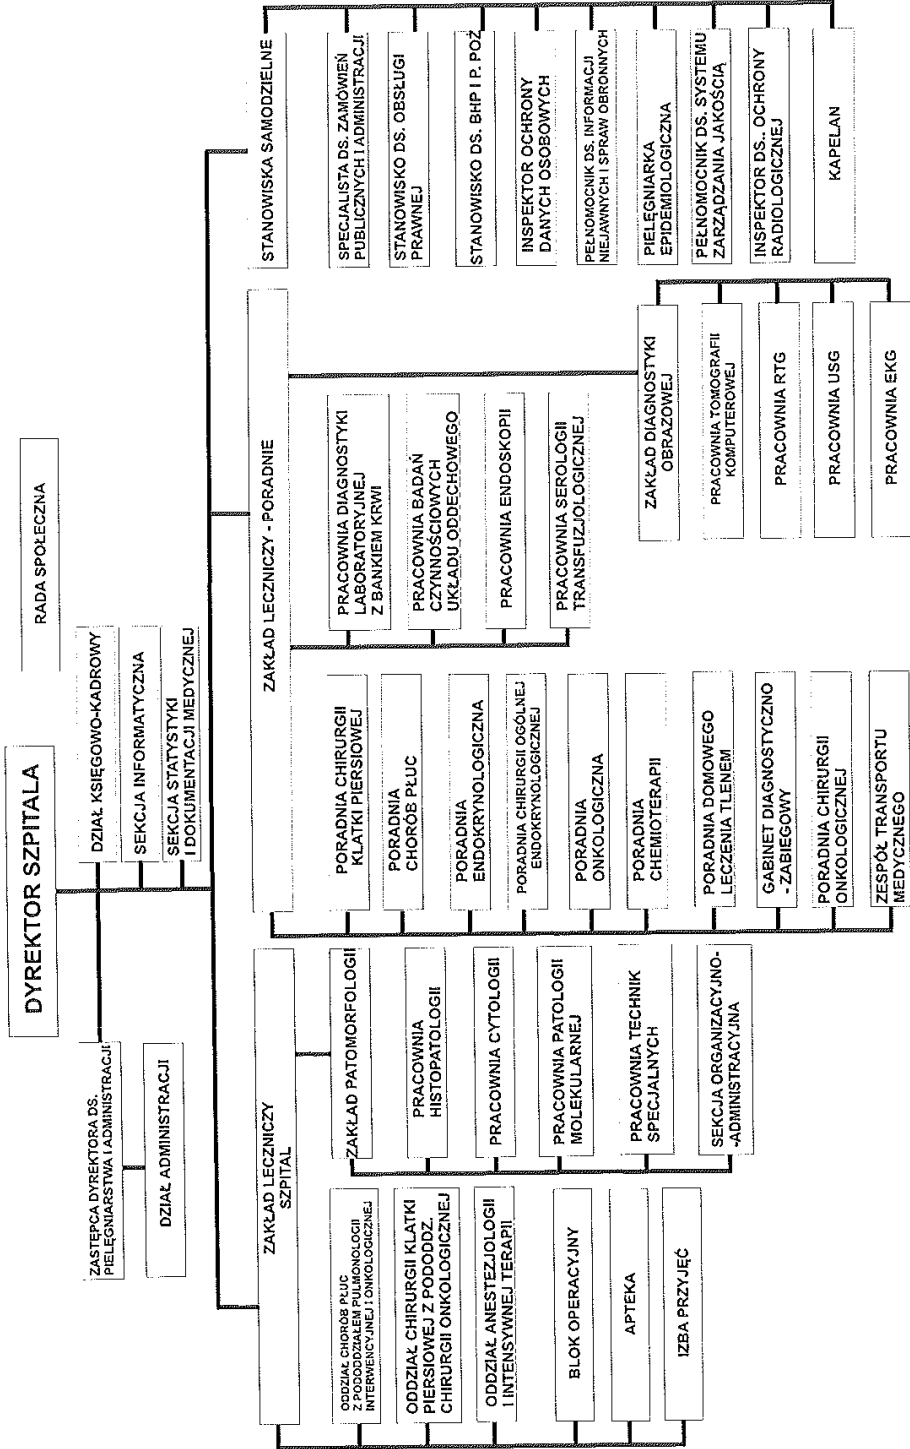 DYREKTOR SZPITALA
RADA SPOŁECZNA
ZASTĘPCA DYREKTORA DS.
PIELĘGNIARSTWA I ADMINISTRACJI
DZIAŁ ADMINISTRACJI
DZIAŁ KSIĘGOWO-KADROWY
SEKCJA INFORMATYCZNA
SEKCJA STATYSTYKI
I DOKUMENTACJI MEDYCZNEJ
ZAKŁAD LECZNICZY
SZPITAL
ODDZIAŁ CHORÓB PŁUC
Z PODODDZIAŁEM PULMONOLOGII
INTERWENCYJNEJ I ONKOLOGICZNEJ
ODDZIAŁ CHIRURGII KLATKI
PIERSIOWEJ Z PODODDZ.
CHIRURGII ONKOLOGICZNEJ
ODDZIAŁ ANESTEZJOLOGII
I INTENSYWNEJ TERAPII
BLOK OPERACYJNY
APTEKA
IZBA PRZYJĘĆ
ZAKŁAD PATOMORFOLOGII
PRACOWNIA
HISTOPATOLOGII
PRACOWNIA CYTOLOGII
PRACOWNIA PATOLOGII
MOLEKULARNEJ
PRACOWNIA TECHNIK
SPECJALNYCH
SEKCJA ORGANIZACYJNO-
-ADMINISTRACYJNA
ZAKŁAD LECZNICZY - PORADNIE
PORADNIA CHIRURGII
KLATKI PIERSIOWEJ
PORADNIA
CHORÓB PŁUC
PORADNIA
ENDOKRYNOLOGICZNA
PORADNIA CHIRURGII OGÓLNEJ
ENDOKRYNOLOGICZNEJ
PORADNIA
ONKOLOGICZNA
PORADNIA
CHEMIOTERAPII
PORADNIA DOMOWEGO
LECZENIA TLENEM
GABINET DIAGNOSTYCZNO
- ZABIEGOWY
PORADNIA CHIRURGII
ONKOLOGICZNEJ
ZESPÓŁ TRANSPORTU
MEDYCZNEGO
PRACOWNIA DIAGNOSTYKI
LABORATORYJNEJ
Z BANKIEM KRWI
PRACOWNIA BADAŃ
CZYNNOŚCIOWYCH
UKŁADU ODDECHOWEGO
PRACOWNIA ENDOSKOPII
PRACOWNIA SEROLOGII
TRANSFUZJOLOGICZNEJ
ZAKŁAD DIAGNOSTYKI
OBRAZOWEJ
PRACOWNIA TOMOGRAFII
KOMPUTEROWEJ
PRACOWNIA RTG
PRACOWNIA USG
PRACOWNIA EKG
STANOWISKA SAMODZIELNE
SPECJALISTA DS. ZAMÓWIEŃ
PUBLICZNYCH I ADMINISTRACJI
STANOWISKO DS. OBSŁUGI
PRAWNEJ
STANOWISKO DS. BHP I P. POŻ
INSPEKTOR OCHRONY
DANYCH OSOBOWYCH
PEŁNOMOCNIK DS. INFORMACJI
NIEJAWNYCH I SPRAW OBRONNYCH
PIELĘGNIARKA
EPIDEMIOLOGICZNA
PEŁNOMOCNIK DS. SYSTEMU
ZARZĄDZANIA JAKOŚCIĄ
INSPEKTOR DS.. OCHRONY
RADIOLOGICZNEJ
KAPELAN